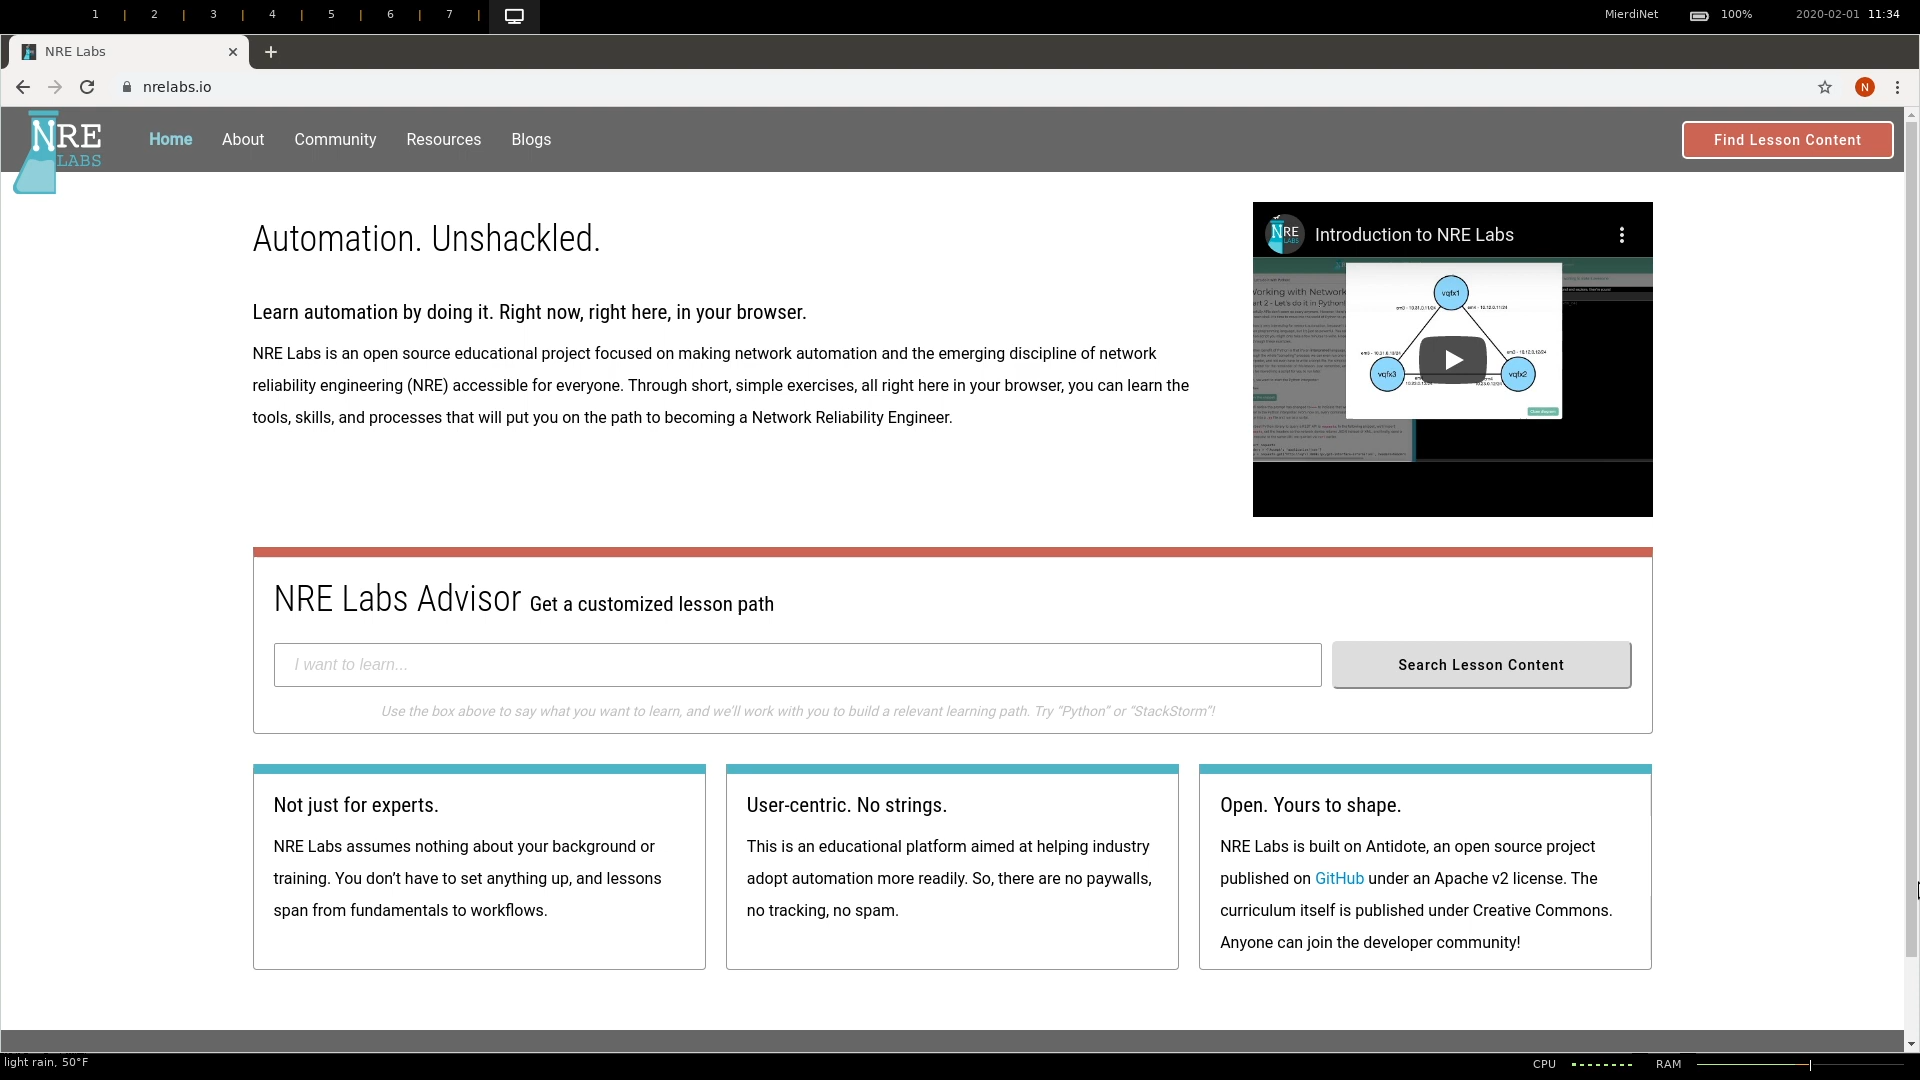 1 | 2 | 3 | 4 | 5 | 6 | 7 |
MierdiNet 100% 2020-02-01 11:34
NRE Labs
nrelabs.io
N
NRE
LABS
Home About Community Resources Blogs
Find Lesson Content
Automation. Unshackled.
Learn automation by doing it. Right now, right here, in your browser.
NRE Labs is an open source educational project focused on making network automation and the emerging discipline of network
reliability engineering (NRE) accessible for everyone. Through short, simple exercises, all right here in your browser, you can learn the
tools, skills, and processes that will put you on the path to becoming a Network Reliability Engineer.
NRE
LABS
Introduction to NRE Labs
Working with Network
vqfx1
vqfx3
vqfx2
NRE Labs Advisor Get a customized lesson path
I want to learn...
Search Lesson Content
Use the box above to say what you want to learn, and we’ll work with you to build a relevant learning path. Try “Python” or “StackStorm”!
Not just for experts.
NRE Labs assumes nothing about your background or
training. You don’t have to set anything up, and lessons
span from fundamentals to workflows.
User-centric. No strings.
This is an educational platform aimed at helping industry
adopt automation more readily. So, there are no paywalls,
no tracking, no spam.
Open. Yours to shape.
NRE Labs is built on Antidote, an open source project
published on GitHub under an Apache v2 license. The
curriculum itself is published under Creative Commons.
Anyone can join the developer community!
light rain, 50°F
CPU RAM